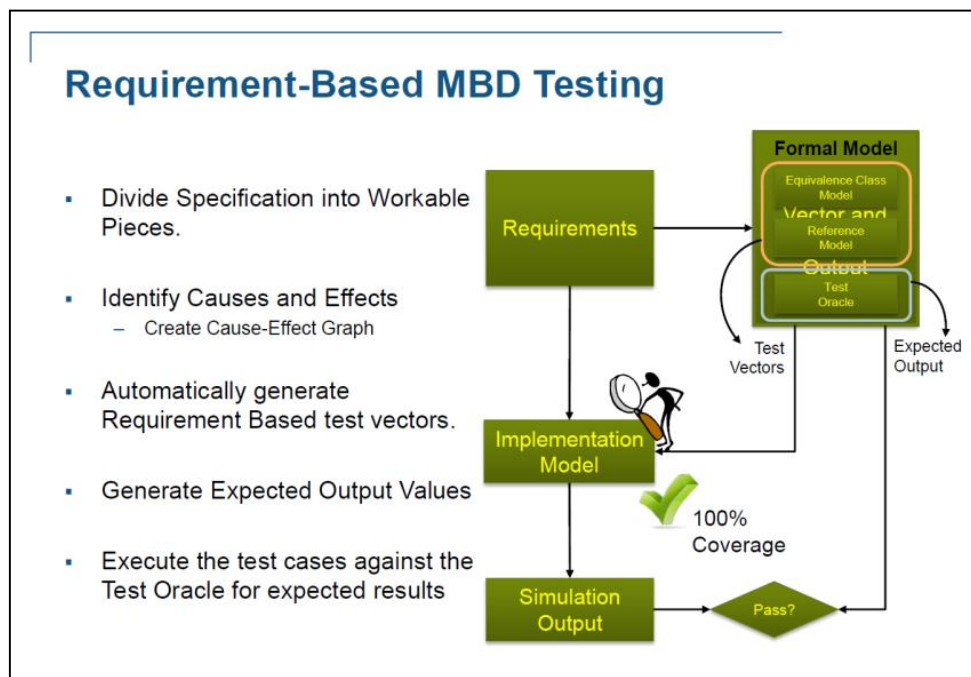 Requirement-Based MBD Testing
▪ Divide Specification into Workable
Pieces.
▪ Identify Causes and Effects
– Create Cause-Effect Graph
▪ Automatically generate
Requirement Based test vectors.
▪ Generate Expected Output Values
▪ Execute the test cases against the
Test Oracle for expected results
Requirements
Formal Model
Equivalence Class
Model
Vector and
Reference
Model
Output
Test
Oracle
Test
Vectors
Expected
Output
Implementation
Model
100%
Coverage
Simulation
Output
Pass?